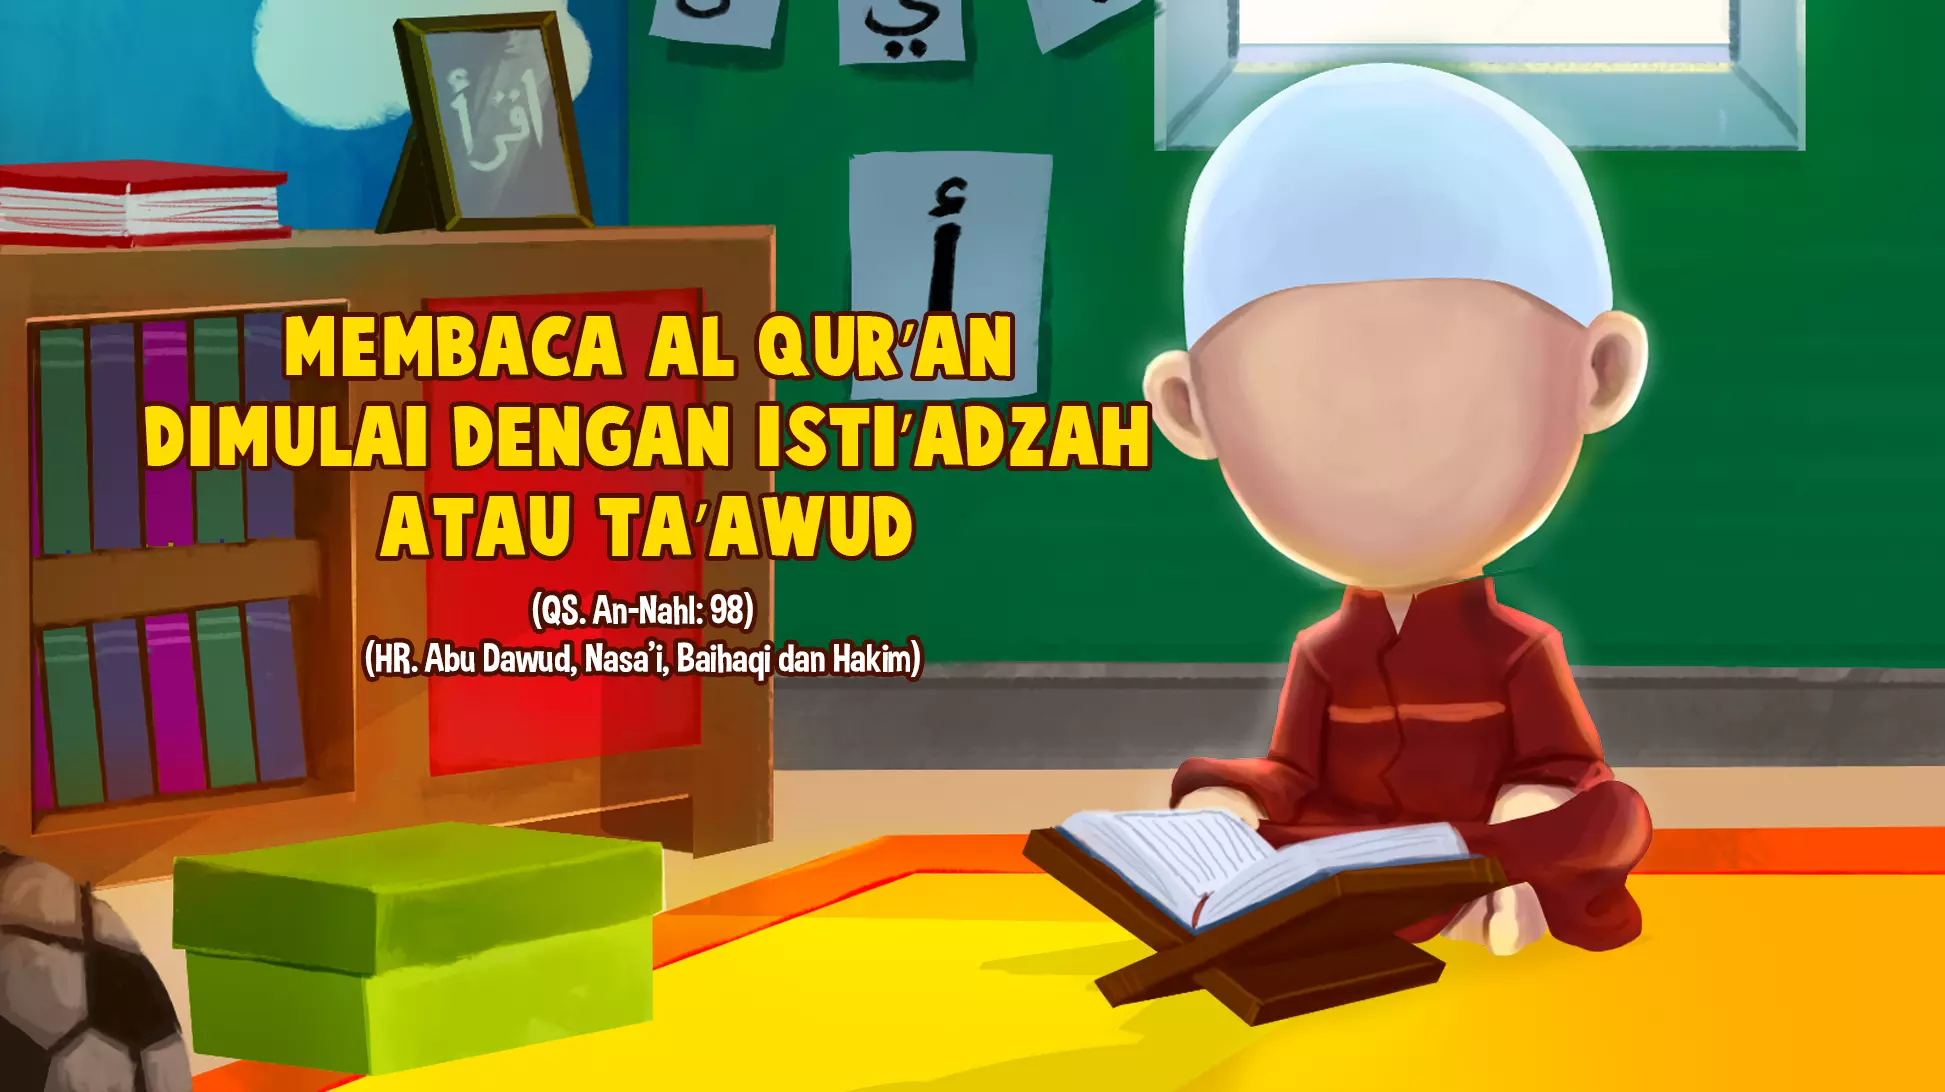 ي
اقرأ
أ
MEMBACA AL QUR'AN
DIMULAI DENGAN ISTI'ADZAH
ATAU TA'AWUD
(QS. An-Nahl: 98)
(HR. Abu Dawud, Nasa'i, Baihaqi dan Hakim)